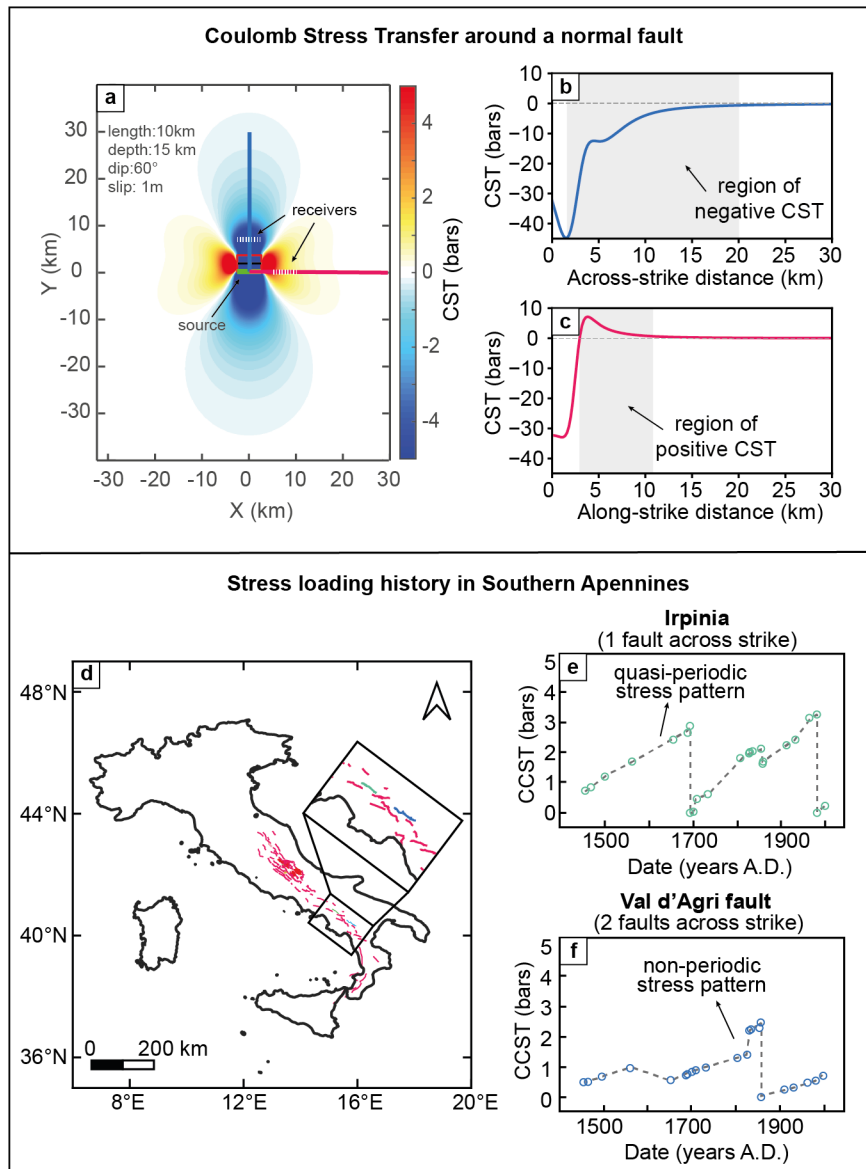 Coulomb Stress Transfer around a normal fault
a
length:10km
depth:15 km
dip:60°
slip: 1m
receivers
source
30
20
10
0
-10
-20
-30
Y (km)
-30 -20 -10 0 10 20 30
X (km)
4
2
0
-2
-4
CST (bars)
b
10
0
−10
−20
−30
−40
CST (bars)
region of
negative CST
0 5 10 15 20 25 30
Across-strike distance (km)
c
10
0
−10
−20
−30
−40
CST (bars)
region of
positive CST
0 5 10 15 20 25 30
Along-strike distance (km)
Stress loading history in Southern Apennines
d
48°N
44°N
40°N
36°N
0 200 km
8°E 12°E 16°E 20°E
Irpinia
(1 fault across strike)
e
5
4
3
2
1
0
CCST (bars)
quasi-periodic
stress pattern
1500 1700 1900
Date (years A.D.)
Val d'Agri fault
(2 faults across strike)
f
5
4
3
2
1
0
CCST (bars)
non-periodic
stress pattern
1500 1700 1900
Date (years A.D.)